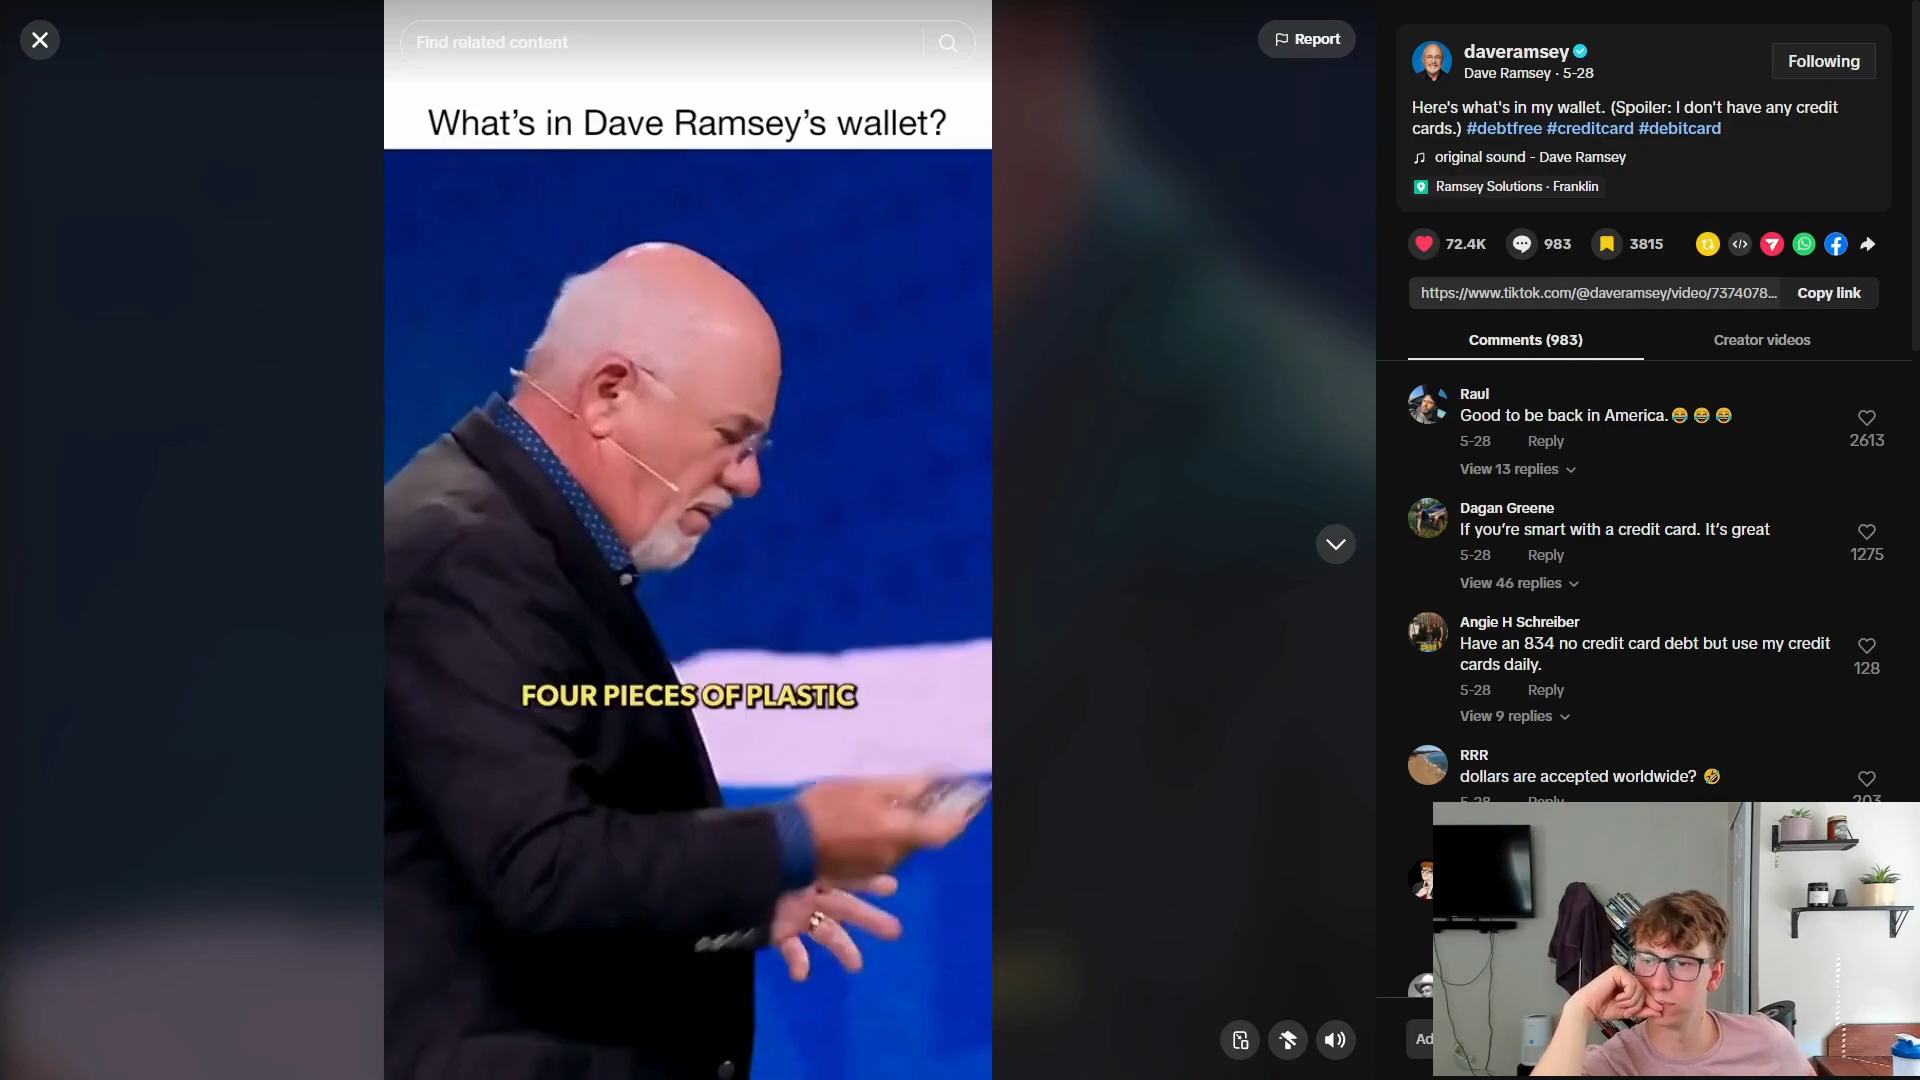 Find related content
Report
What's in Dave Ramsey's wallet?
FOUR PIECES OF PLASTIC
daveramsey
Dave Ramsey · 5-28
Following
Here's what's in my wallet. (Spoiler: I don't have any credit
cards.) #debtfree #creditcard #debitcard
original sound - Dave Ramsey
Ramsey Solutions · Franklin
72.4K
983
3815
https://www.tiktok.com/@daveramsey/video/7374078...
Copy link
Comments (983)
Creator videos
Raul
Good to be back in America.😂 😂 😂
5-28
Reply
2613
View 13 replies
Dagan Greene
If you're smart with a credit card. It's great
5-28
Reply
1275
View 46 replies
Angie H Schreiber
Have an 834 no credit card debt but use my credit
cards daily.
5-28
Reply
128
View 9 replies
RRR
dollars are accepted worldwide? 🤣
5-28
Reply
203
Ad